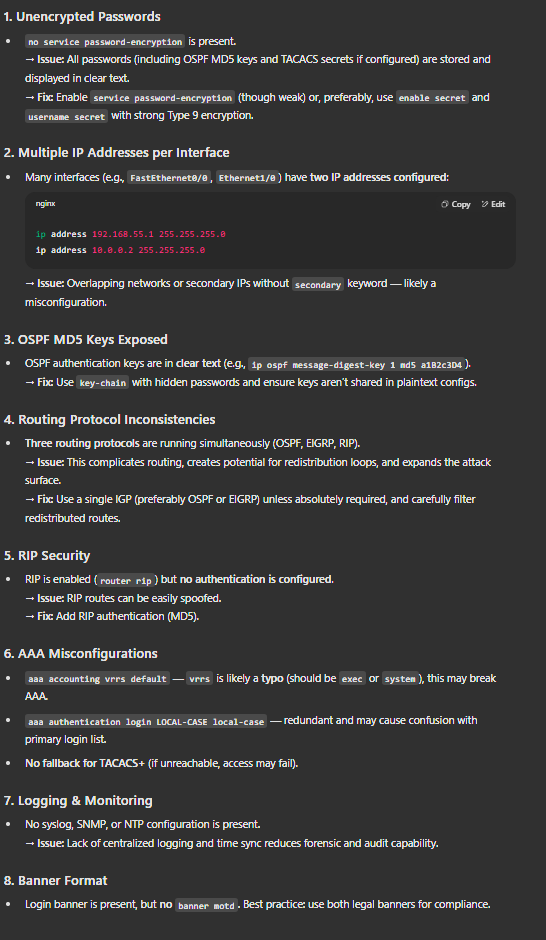 1. Unencrypted Passwords
• no service password-encryption is present.
→ Issue: All passwords (including OSPF MD5 keys and TACACS secrets if configured) are stored and
displayed in clear text.
→ Fix: Enable service password-encryption (though weak) or, preferably, use enable secret and
username secret with strong Type 9 encryption.
2. Multiple IP Addresses per Interface
• Many interfaces (e.g., FastEthernet0/0, Ethernet1/0) have two IP addresses configured:
nginx Copy Edit
ip address 192.168.55.1 255.255.255.0
ip address 10.0.0.2 255.255.255.0
→ Issue: Overlapping networks or secondary IPs without secondary keyword — likely a
misconfiguration.
3. OSPF MD5 Keys Exposed
• OSPF authentication keys are in clear text (e.g., ip ospf message-digest-key 1 md5 a1B2c3D4).
→ Fix: Use key-chain with hidden passwords and ensure keys aren't shared in plaintext configs.
4. Routing Protocol Inconsistencies
• Three routing protocols are running simultaneously (OSPF, EIGRP, RIP).
→ Issue: This complicates routing, creates potential for redistribution loops, and expands the attack
surface.
→ Fix: Use a single IGP (preferably OSPF or EIGRP) unless absolutely required, and carefully filter
redistributed routes.
5. RIP Security
• RIP is enabled (router rip) but no authentication is configured.
→ Issue: RIP routes can be easily spoofed.
→ Fix: Add RIP authentication (MD5).
6. AAA Misconfigurations
• aaa accounting vrrs default — vrrs is likely a typo (should be exec or system), this may break
AAA.
• aaa authentication login LOCAL-CASE local-case — redundant and may cause confusion with
primary login list.
• No fallback for TACACS+ (if unreachable, access may fail).
7. Logging & Monitoring
• No syslog, SNMP, or NTP configuration is present.
→ Issue: Lack of centralized logging and time sync reduces forensic and audit capability.
8. Banner Format
• Login banner is present, but no banner motd. Best practice: use both legal banners for compliance.